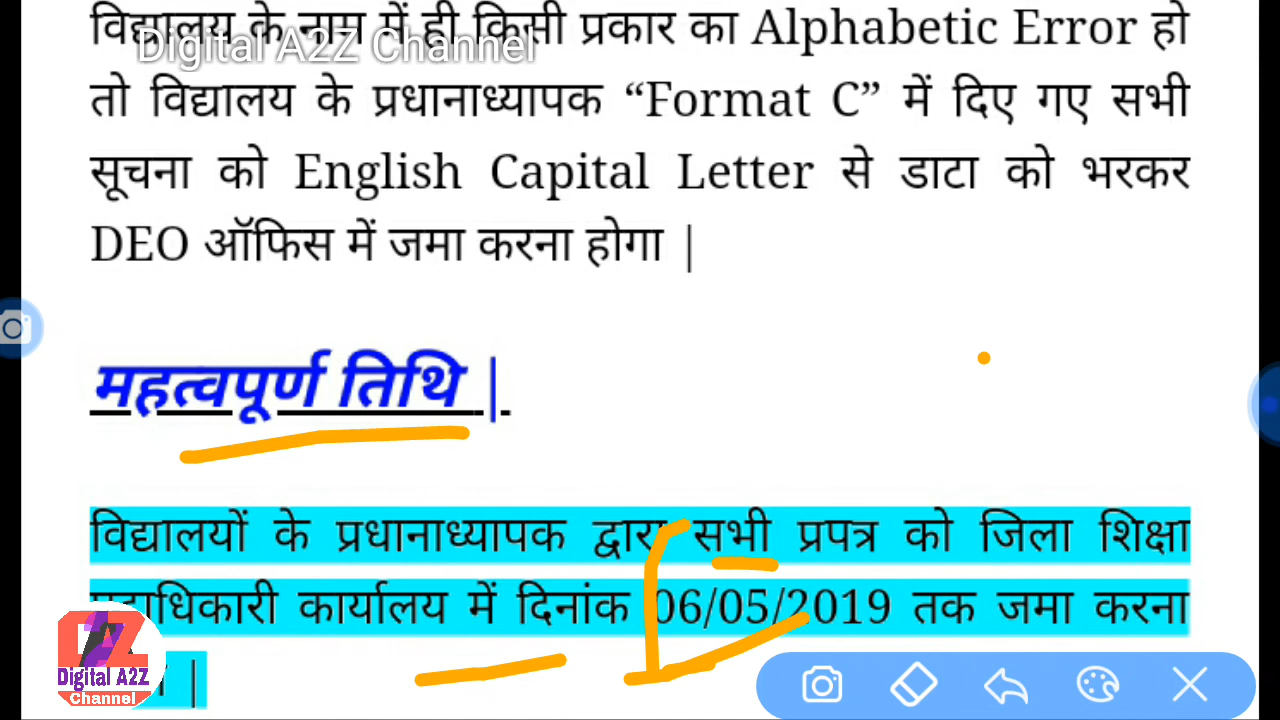 विद्यालय के नाम में ही किसी प्रकार का Alphabetic Error हो
Digital A2Z Channel
तो विद्यालय के प्रधानाध्यापक “Format C” में दिए गए सभी
सूचना को English Capital Letter से डाटा को भरकर
DEO ऑफिस में जमा करना होगा |
महत्वपूर्ण तिथि |
विद्यालयों के प्रधानाध्यापक द्वारा सभी प्रपत्र को जिला शिक्षा
कार्यालय में दिनांक 06/05/2019 तक जमा करना
|
A2Z
Digital A2Z
Channel